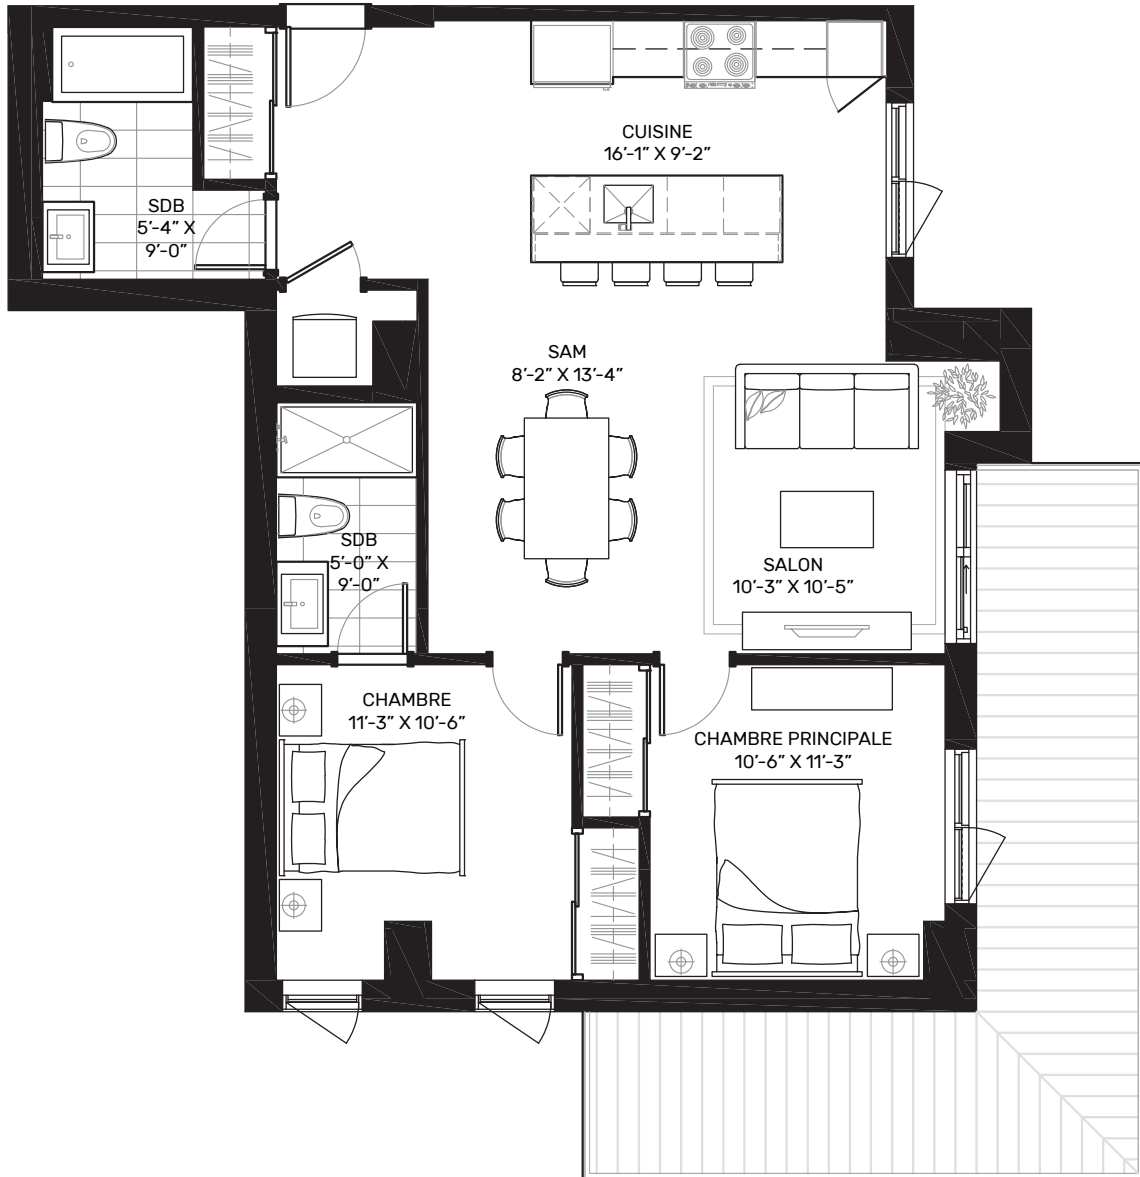 CUISINE
16'-1” X 9'-2”
SDB
5'-4” X
9'-0”
SAM
8'-2” X 13'-4”
SDB
5'-0” X
9'-0”
SALON
10'-3” X 10'-5”
CHAMBRE
11'-3” X 10'-6”
CHAMBRE PRINCIPALE
10'-6” X 11'-3”